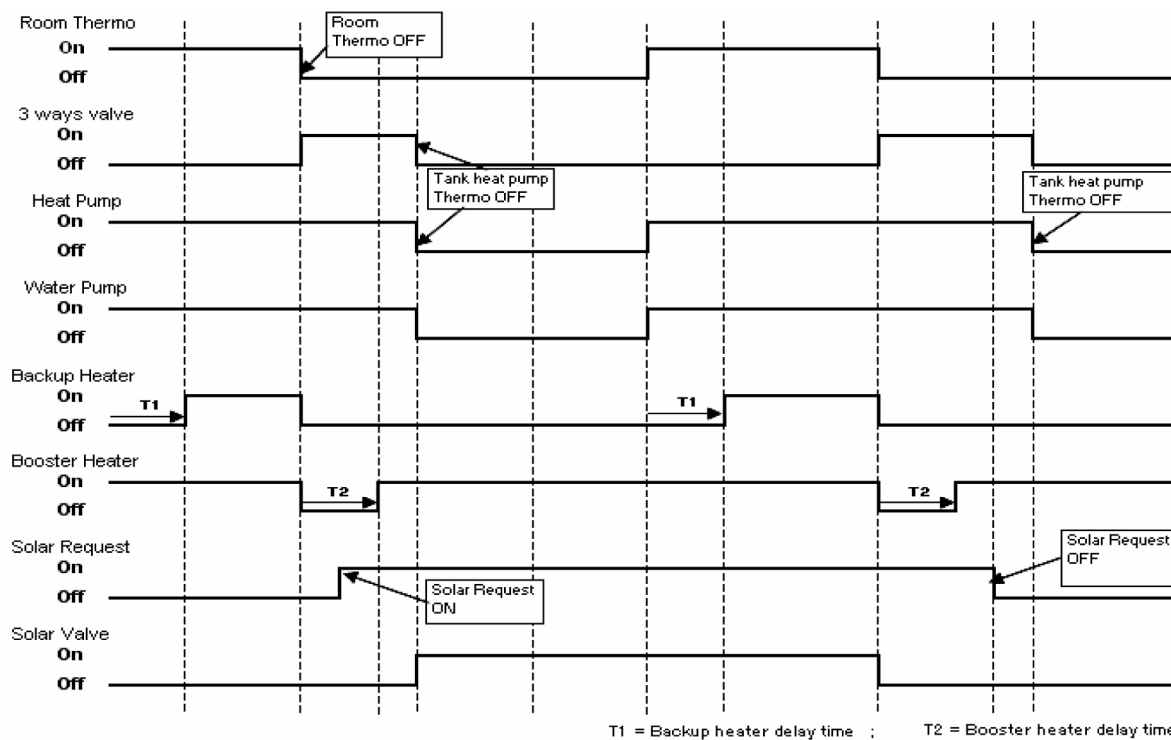 Room Thermo
On
Off
Room
Thermo OFF
3 ways valve
On
Off
Tank heat pump
Thermo OFF
Tank heat pump
Thermo OFF
Heat Pump
On
Off
Water Pump
On
Off
Backup Heater
On
Off
T1
T1
Booster Heater
On
Off
T2
T2
Solar Request
On
Off
Solar Request
ON
Solar Request
OFF
Solar Valve
On
Off
T1 = Backup heater delay time ; T2 = Booster heater delay time